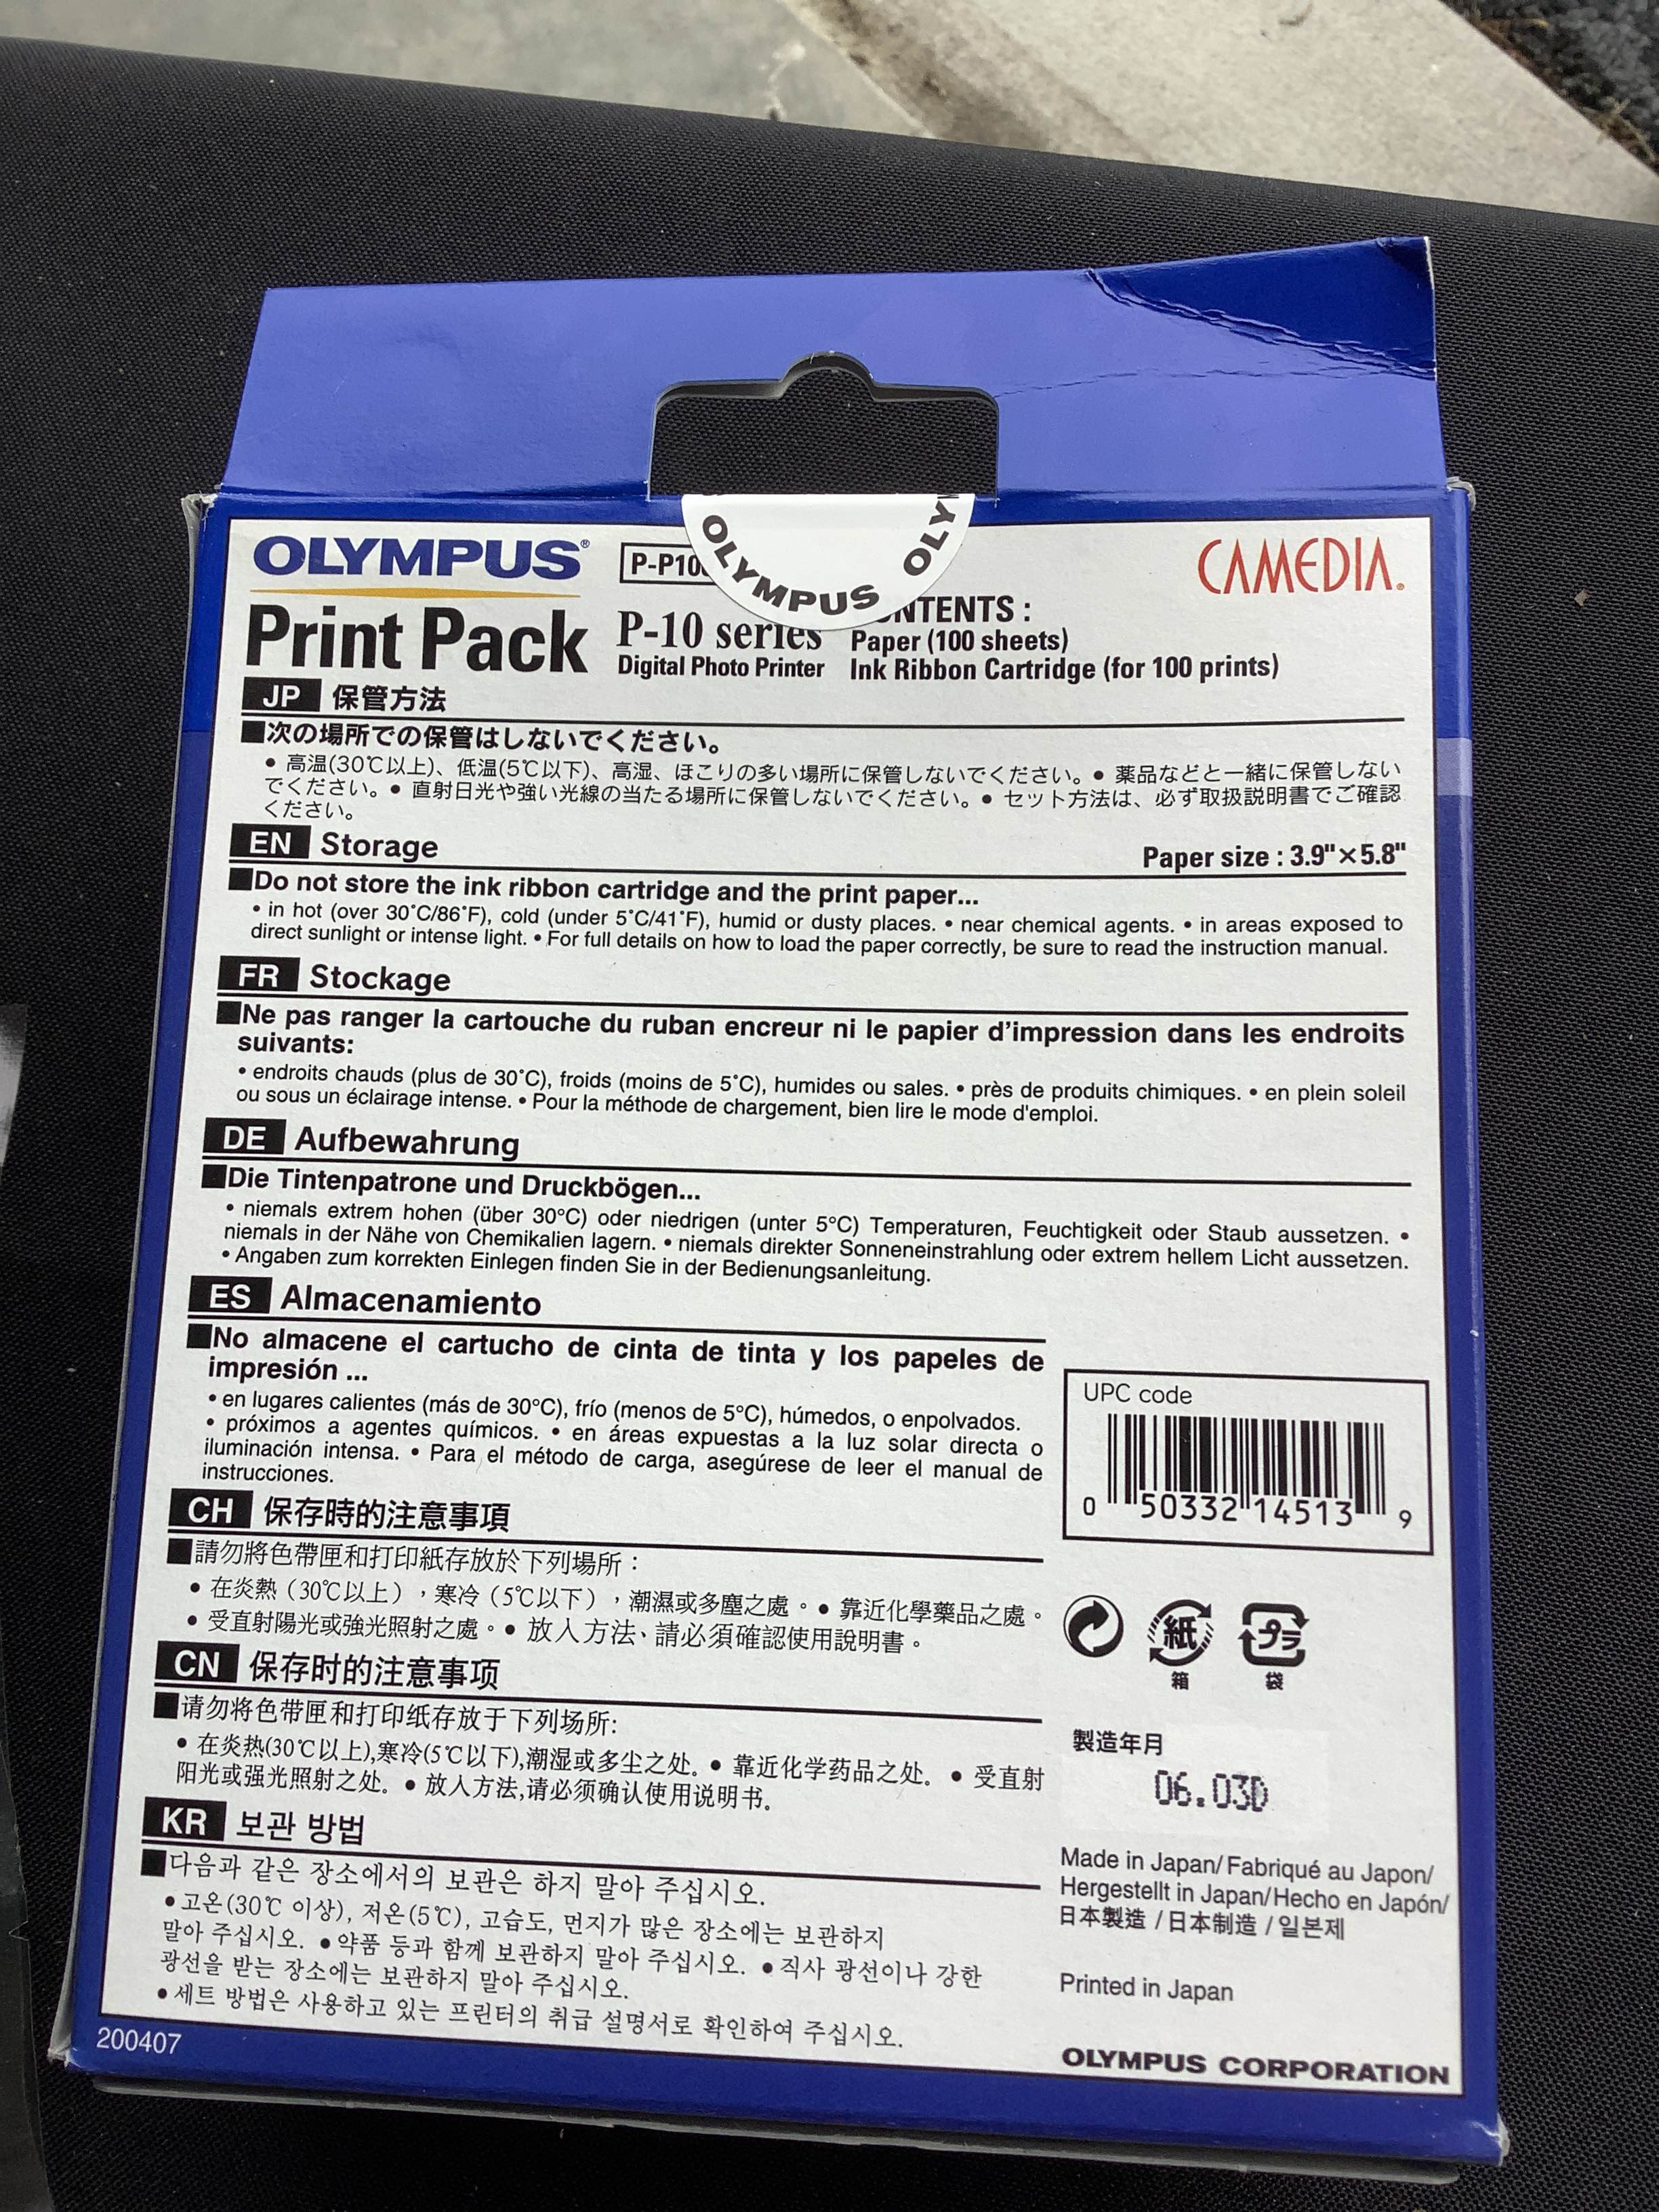 OLYMPUS®
P-P10
OLYMPUS OLY
CAMEDIA®
Print Pack
P-10 series
Digital Photo Printer
NTENTS :
Paper (100 sheets)
Ink Ribbon Cartridge (for 100 prints)
JP 保管方法
■次の場所での保管はしないでください。
● 高温(30℃以上)、低温(5℃以下)、高湿、ほこりの多い場所に保管しないでください。● 薬品などと一緒に保管しない
でください。● 直射日光や強い光線の当たる場所に保管しないでください。● セット方法は、必ず取扱説明書でご確認
ください。
EN Storage
Paper size : 3.9"×5.8"
■Do not store the ink ribbon cartridge and the print paper...
• in hot (over 30˚C/86˚F), cold (under 5˚C/41˚F), humid or dusty places. • near chemical agents. • in areas exposed to
direct sunlight or intense light. • For full details on how to load the paper correctly, be sure to read the instruction manual.
FR Stockage
■Ne pas ranger la cartouche du ruban encreur ni le papier d’impression dans les endroits
suivants:
• endroits chauds (plus de 30˚C), froids (moins de 5˚C), humides ou sales. • près de produits chimiques. • en plein soleil
ou sous un éclairage intense. • Pour la méthode de chargement, bien lire le mode d'emploi.
DE Aufbewahrung
■Die Tintenpatrone und Druckbögen...
• niemals extrem hohen (über 30°C) oder niedrigen (unter 5°C) Temperaturen, Feuchtigkeit oder Staub aussetzen. •
niemals in der Nähe von Chemikalien lagern. • niemals direkter Sonneneinstrahlung oder extrem hellem Licht aussetzen.
• Angaben zum korrekten Einlegen finden Sie in der Bedienungsanleitung.
ES Almacenamiento
■No almacene el cartucho de cinta de tinta y los papeles de
impresión ...
• en lugares calientes (más de 30°C), frío (menos de 5°C), húmedos, o enpolvados.
• próximos a agentes químicos. • en áreas expuestas a la luz solar directa o
iluminación intensa. • Para el método de carga, asegúrese de leer el manual de
instrucciones.
UPC code
0 50332 14513 9
CH 保存時的注意事項
■請勿將色帶匣和打印紙存放於下列場所：
● 在炎熱（30℃以上），寒冷（5℃以下），潮濕或多塵之處。● 靠近化學藥品之處。
● 受直射陽光或強光照射之處。● 放入方法、請必須確認使用說明書。
紙
箱
プラ
袋
CN 保存时的注意事项
■请勿将色带匣和打印纸存放于下列场所:
● 在炎热(30℃以上),寒冷(5℃以下),潮湿或多尘之处。● 靠近化学药品之处。● 受直射
阳光或强光照射之处。● 放入方法,请必须确认使用说明书。
製造年月
06.03D
KR 보관 방법
■다음과 같은 장소에서의 보관은 하지 말아 주십시오.
●고온(30℃ 이상), 저온(5℃), 고습도, 먼지가 많은 장소에는 보관하지
말아 주십시오. ●약품 등과 함께 보관하지 말아 주십시오. ●직사 광선이나 강한
광선을 받는 장소에는 보관하지 말아 주십시오.
●세트 방법은 사용하고 있는 프린터의 취급 설명서로 확인하여 주십시오.
Made in Japan/Fabriqué au Japon/
Hergestellt in Japan/Hecho en Japón/
日本製造 /日本制造 /일본제
Printed in Japan
200407
OLYMPUS CORPORATION